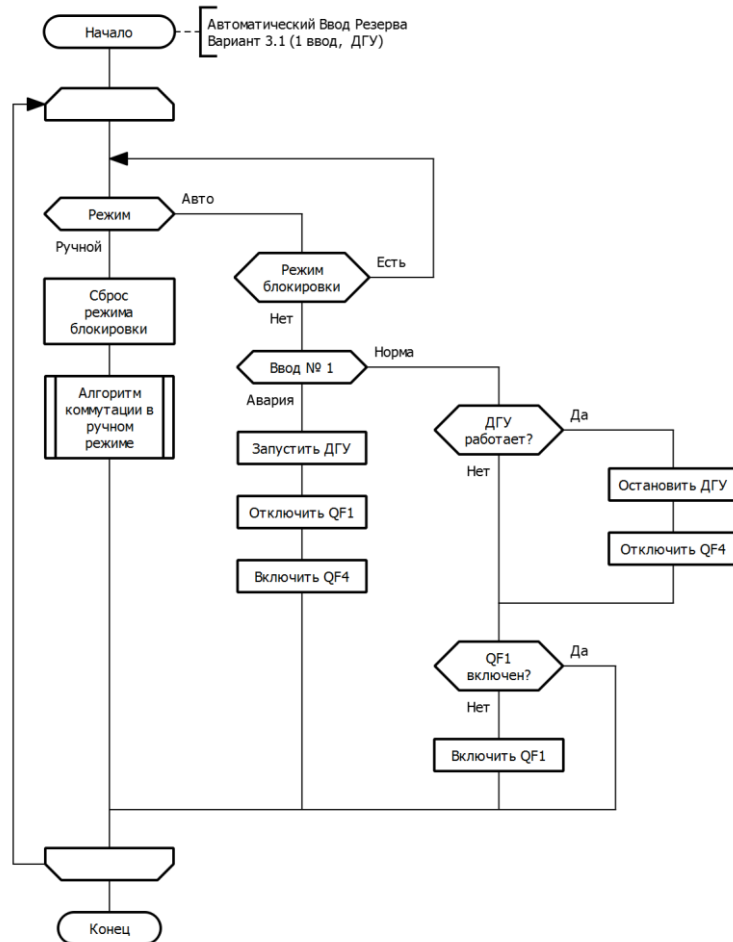 Начало
Автоматический Ввод Резерва
Вариант 3.1 (1 ввод, ДГУ)
Режим
Авто
Ручной
Режим
блокировки
Есть
Нет
Сброс
режима
блокировки
Ввод № 1
Норма
Авария
Алгоритм
коммутации в
ручном
режиме
ДГУ
работает?
Да
Нет
Запустить ДГУ
Остановить ДГУ
Отключить QF1
Отключить QF4
Включить QF4
QF1
включен?
Да
Нет
Включить QF1
Конец